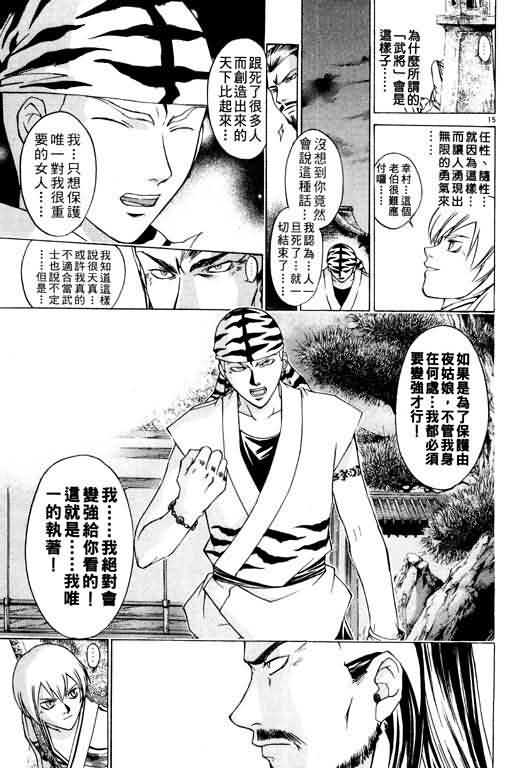 為什麼所謂的
「武將」會是
這樣子……
15
任性、隨性…
就因為這樣…
而讓人湧現出
無限的勇氣來
……
幸村…這個
老伯很難應
付囉…
沒想到你竟然
會說這種話…
我認為…人
一旦死了…就一
切結束了…
跟死了很多人
而創造出來的
天下比起來…
我…只想保護
唯一對我很重
要的女人…
我知道這樣
說很天真…
或許我真的
不適合當武
士也說不定
…但是…
如果是為了保護由
夜姑娘，不管我身
在何處…我都必須
要變強才行！
我……我絕對會
變強給你看的！
這就是……我唯
一的執著！